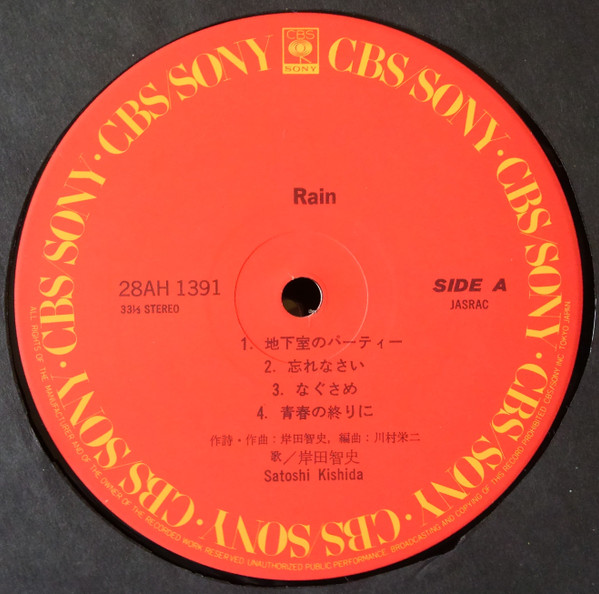 CBS/SONY · CBS/SONY · CBS/SONY · CBS/SONY · CBS/SONY · CBS/SONY · CBS/SONY · CBS/SONY
CBS
SONY
Rain
28AH 1391
33⅓ STEREO
SIDE A
JASRAC
1. 地下室のパーティー
2. 忘れなさい
3. なぐさめ
4. 青春の終りに
作詩・作曲:岸田智史, 編曲:川村栄二
歌/岸田智史
Satoshi Kishida
ALL RIGHTS OF THE MANUFACTURER AND OF THE OWNER OF THE RECORDED WORK RESERVED UNAUTHORIZED PUBLIC PERFORMANCE, BROADCASTING AND COPYING OF THIS RECORD PROHIBITED CBS/SONY INC. TOKYO JAPAN